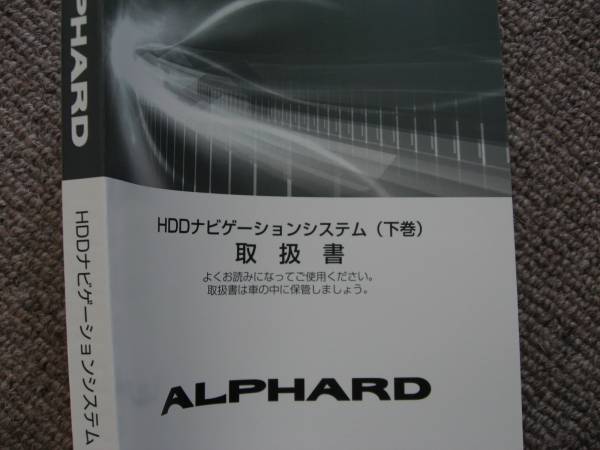 ALPHARD
HDDナビゲーションシステム
HDDナビゲーションシステム（下巻）
取扱書
よくお読みになってご使用ください。
取扱書は車の中に保管しましょう。
ALPHARD